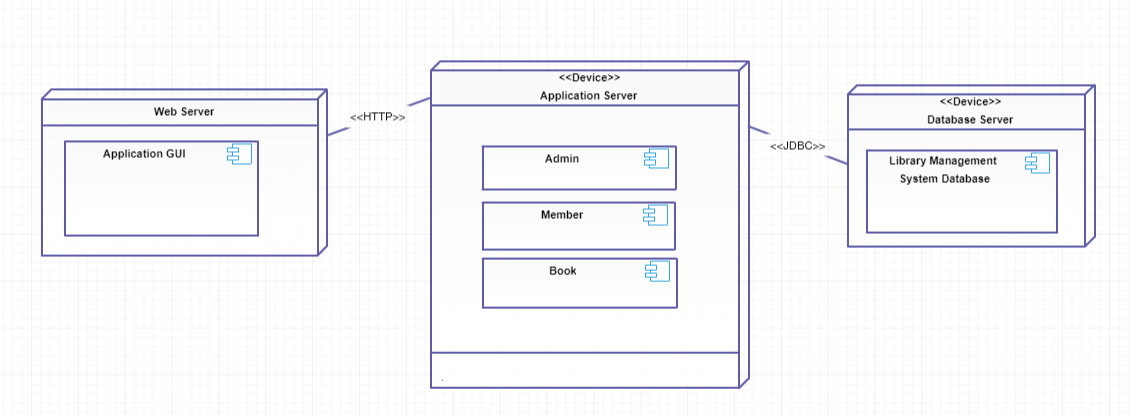 Web Server
Application GUI
<<HTTP>>
<<Device>>
Application Server
Admin
Member
Book
.
<<JDBC>>
<<Device>>
Database Server
Library Management
System Database